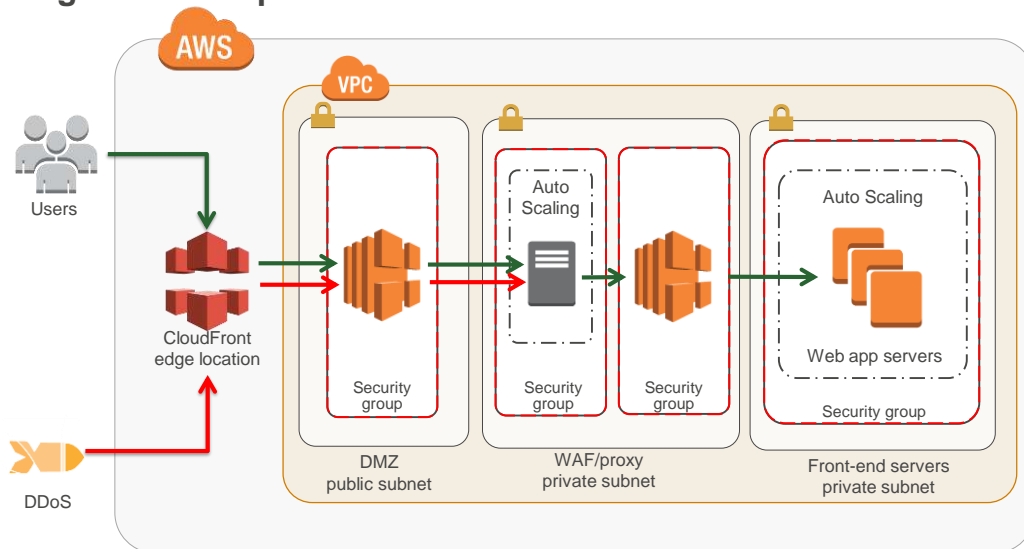 AWS
VPC
Users
CloudFront
edge location
DDoS
Security
group
DMZ
public subnet
Auto
Scaling
Security
group
Security
group
WAF/proxy
private subnet
Auto Scaling
Web app servers
Security group
Front-end servers
private subnet